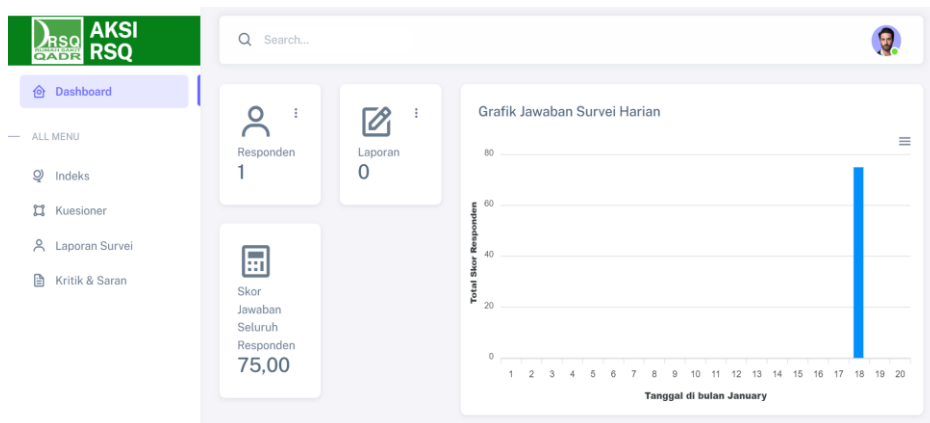 RSQ
RUMAH SAKIT
QADR
AKSI
RSQ
Search...
Dashboard
ALL MENU
Indeks
Kuesioner
Laporan Survei
Kritik & Saran
Responden
1
Laporan
0
Skor
Jawaban
Seluruh
Responden
75,00
Grafik Jawaban Survei Harian
80
60
40
20
0
Total Skor Responden
1 2 3 4 5 6 7 8 9 10 11 12 13 14 15 16 17 18 19 20
Tanggal di bulan January